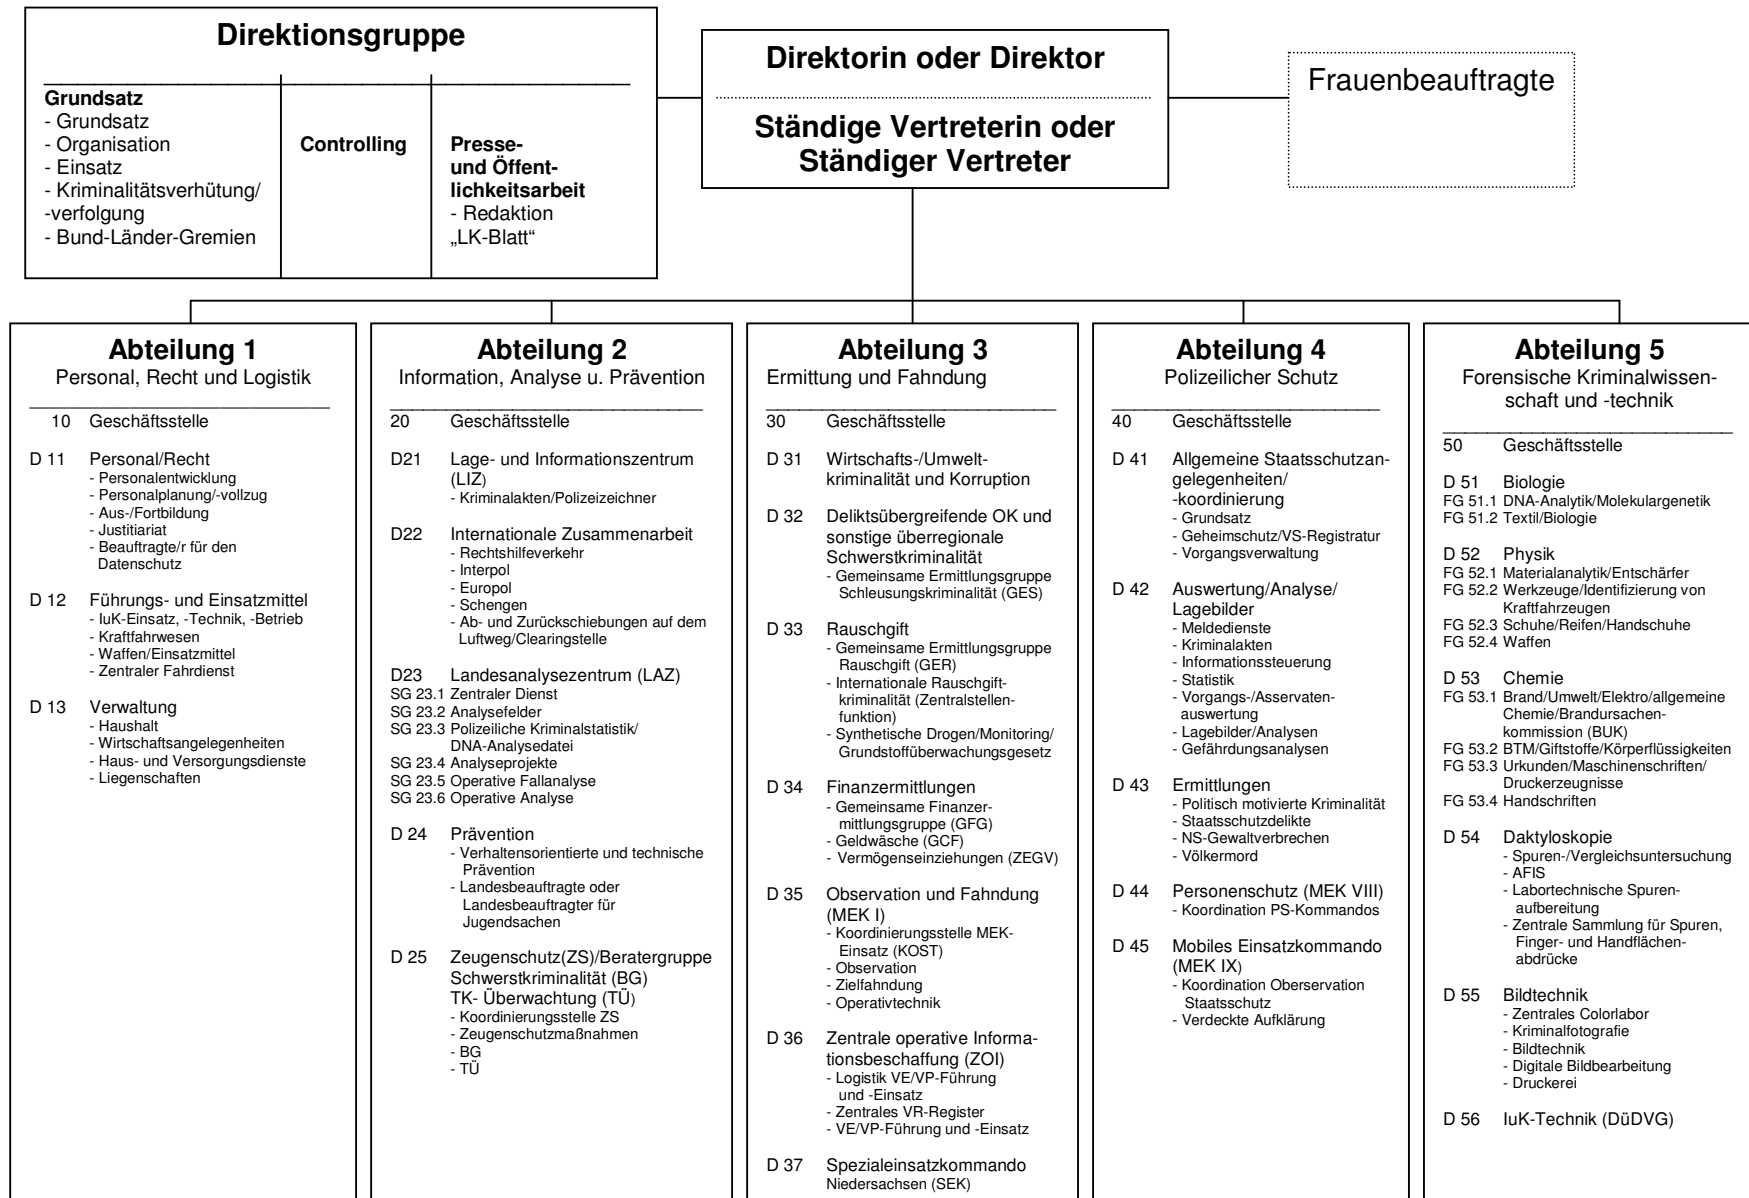 Direktionsgruppe
Grundsatz
- Grundsatz
- Organisation
- Einsatz
- Kriminalitätsverhütung/
-verfolgung
- Bund-Länder-Gremien
Controlling
Presse-
und Öffent-
lichkeitsarbeit
- Redaktion
„LK-Blatt“
Direktorin oder Direktor
Ständige Vertreterin oder
Ständiger Vertreter
Frauenbeauftragte
Abteilung 1
Personal, Recht und Logistik
10 Geschäftsstelle
D 11 Personal/Recht
- Personalentwicklung
- Personalplanung/-vollzug
- Aus-/Fortbildung
- Justitiariat
- Beauftragte/r für den
Datenschutz
D 12 Führungs- und Einsatzmittel
- IuK-Einsatz, -Technik, -Betrieb
- Kraftfahrwesen
- Waffen/Einsatzmittel
- Zentraler Fahrdienst
D 13 Verwaltung
- Haushalt
- Wirtschaftsangelegenheiten
- Haus- und Versorgungsdienste
- Liegenschaften
Abteilung 2
Information, Analyse u. Prävention
20 Geschäftsstelle
D21 Lage- und Informationszentrum
(LIZ)
- Kriminalakten/Polizeizeichner
D22 Internationale Zusammenarbeit
- Rechtshilfeverkehr
- Interpol
- Europol
- Schengen
- Ab- und Zurückschiebungen auf dem
Luftweg/Clearingstelle
D23 Landesanalysezentrum (LAZ)
SG 23.1 Zentraler Dienst
SG 23.2 Analysefelder
SG 23.3 Polizeiliche Kriminalstatistik/
DNA-Analysedatei
SG 23.4 Analyseprojekte
SG 23.5 Operative Fallanalyse
SG 23.6 Operative Analyse
D 24 Prävention
- Verhaltensorientierte und technische
Prävention
- Landesbeauftragte oder
Landesbeauftragter für
Jugendsachen
D 25 Zeugenschutz(ZS)/Beratergruppe
Schwerstkriminalität (BG)
TK- Überwachtung (TÜ)
- Koordinierungsstelle ZS
- Zeugenschutzmaßnahmen
- BG
- TÜ
Abteilung 3
Ermittung und Fahndung
30 Geschäftsstelle
D 31 Wirtschafts-/Umwelt-
kriminalität und Korruption
D 32 Deliktsübergreifende OK und
sonstige überregionale
Schwerstkriminalität
- Gemeinsame Ermittlungsgruppe
Schleusungskriminalität (GES)
D 33 Rauschgift
- Gemeinsame Ermittlungsgruppe
Rauschgift (GER)
- Internationale Rauschgift-
kriminalität (Zentralstellen-
funktion)
- Synthetische Drogen/Monitoring/
Grundstoffüberwachungsgesetz
D 34 Finanzermittlungen
- Gemeinsame Finanzer-
mittlungsgruppe (GFG)
- Geldwäsche (GCF)
- Vermögenseinziehungen (ZEGV)
D 35 Observation und Fahndung
(MEK I)
- Koordinierungsstelle MEK-
Einsatz (KOST)
- Observation
- Zielfahndung
- Operativtechnik
D 36 Zentrale operative Informa-
tionsbeschaffung (ZOI)
- Logistik VE/VP-Führung
und -Einsatz
- Zentrales VR-Register
- VE/VP-Führung und -Einsatz
D 37 Spezialeinsatzkommando
Niedersachsen (SEK)
Abteilung 4
Polizeilicher Schutz
40 Geschäftsstelle
D 41 Allgemeine Staatsschutzan-
gelegenheiten/
-koordinierung
- Grundsatz
- Geheimschutz/VS-Registratur
- Vorgangsverwaltung
D 42 Auswertung/Analyse/
Lagebilder
- Meldedienste
- Kriminalakten
- Informationssteuerung
- Statistik
- Vorgangs-/Asservaten-
auswertung
- Lagebilder/Analysen
- Gefährdungsanalysen
D 43 Ermittlungen
- Politisch motivierte Kriminalität
- Staatsschutzdelikte
- NS-Gewaltverbrechen
- Völkermord
D 44 Personenschutz (MEK VIII)
- Koordination PS-Kommandos
D 45 Mobiles Einsatzkommando
(MEK IX)
- Koordination Oberservation
Staatsschutz
- Verdeckte Aufklärung
Abteilung 5
Forensische Kriminalwissen-
schaft und -technik
50 Geschäftsstelle
D 51 Biologie
FG 51.1 DNA-Analytik/Molekulargenetik
FG 51.2 Textil/Biologie
D 52 Physik
FG 52.1 Materialanalytik/Entschärfer
FG 52.2 Werkzeuge/Identifizierung von
Kraftfahrzeugen
FG 52.3 Schuhe/Reifen/Handschuhe
FG 52.4 Waffen
D 53 Chemie
FG 53.1 Brand/Umwelt/Elektro/allgemeine
Chemie/Brandursachen-
kommission (BUK)
FG 53.2 BTM/Giftstoffe/Körperflüssigkeiten
FG 53.3 Urkunden/Maschinenschriften/
Druckerzeugnisse
FG 53.4 Handschriften
D 54 Daktyloskopie
- Spuren-/Vergleichsuntersuchung
- AFIS
- Labortechnische Spuren-
aufbereitung
- Zentrale Sammlung für Spuren,
Finger- und Handflächen-
abdrücke
D 55 Bildtechnik
- Zentrales Colorlabor
- Kriminalfotografie
- Bildtechnik
- Digitale Bildbearbeitung
- Druckerei
D 56 IuK-Technik (DüDVG)